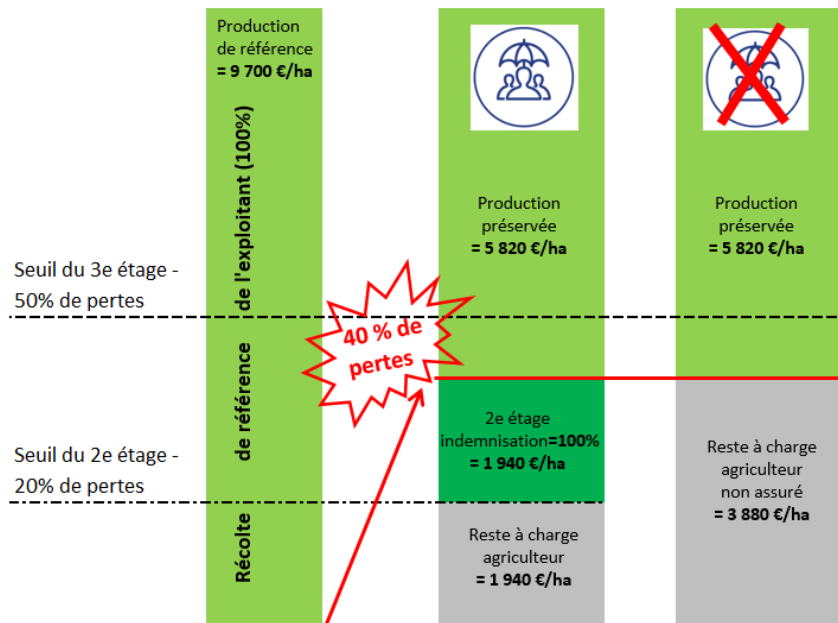 Production
de référence
= 9 700 €/ha
Récolte de référence de l'exploitant (100%)
Seuil du 3e étage -
50% de pertes
Seuil du 2e étage -
20% de pertes
40 % de
pertes
Production
préservée
= 5 820 €/ha
2e étage
indemnisation=100%
= 1 940 €/ha
Reste à charge
agriculteur
= 1 940 €/ha
Production
préservée
= 5 820 €/ha
Reste à charge
agriculteur
non assuré
= 3 880 €/ha